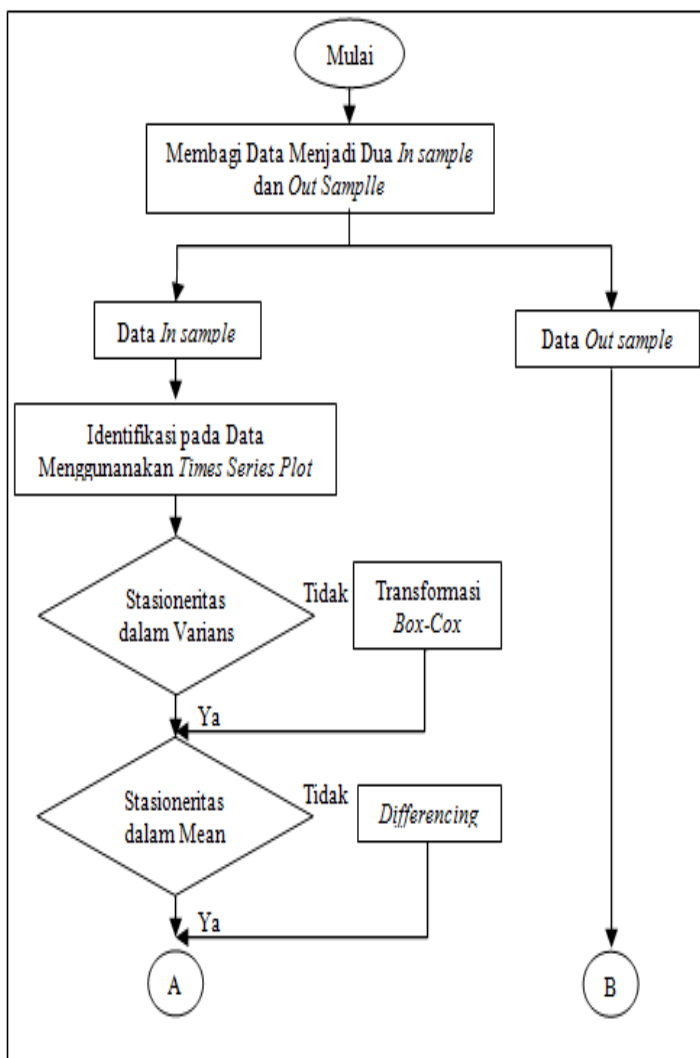 Mulai
Membagi Data Menjadi Dua In sample
dan Out Samplle
Data In sample
Data Out sample
Identifikasi pada Data
Menggunanakan Times Series Plot
Stasioneritas
dalam Varians
Tidak
Transformasi
Box-Cox
Ya
Stasioneritas
dalam Mean
Tidak
Differencing
Ya
A
B